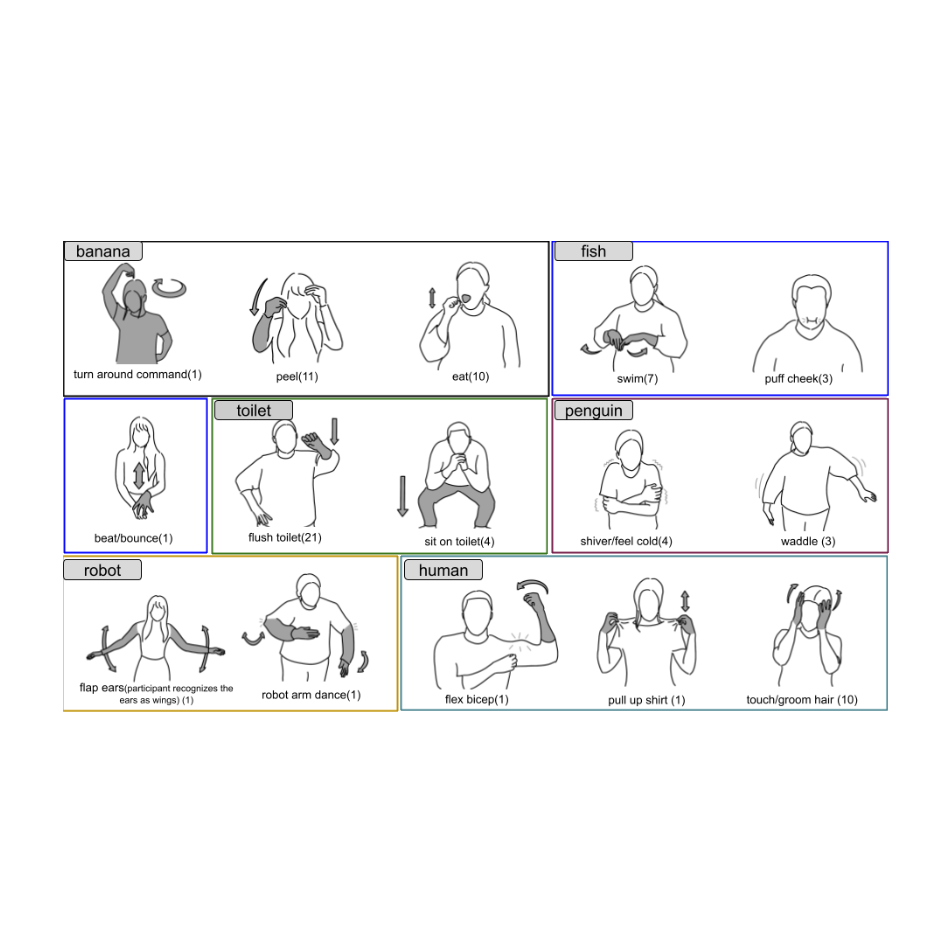 banana
turn around command(1)
peel(11)
eat(10)
fish
swim(7)
puff cheek(3)
beat/bounce(1)
toilet
flush toilet(21)
sit on toilet(4)
penguin
shiver/feel cold(4)
waddle (3)
robot
flap ears(participant recognizes the
ears as wings) (1)
robot arm dance(1)
human
flex bicep(1)
pull up shirt (1)
touch/groom hair (10)